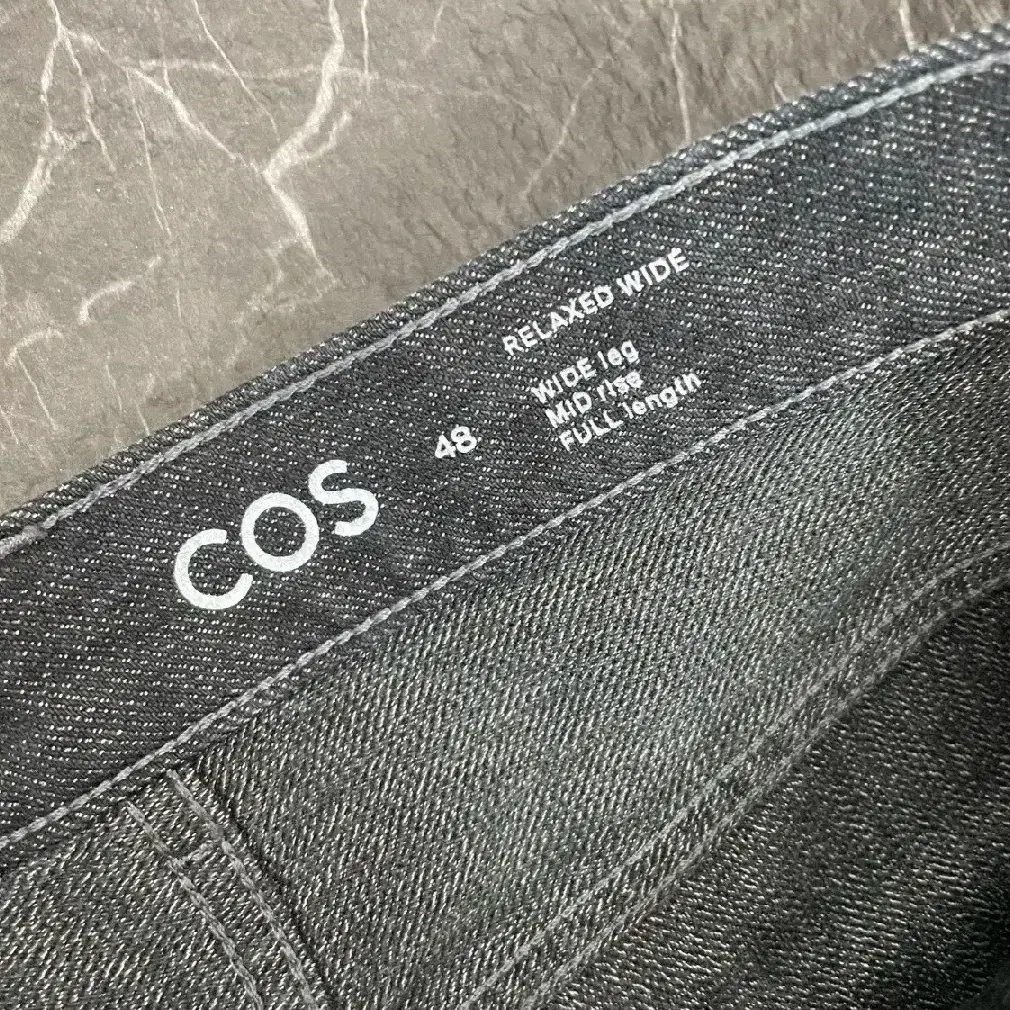 COS
48
RELAXED WIDE
WIDE leg
MID rise
FULL length